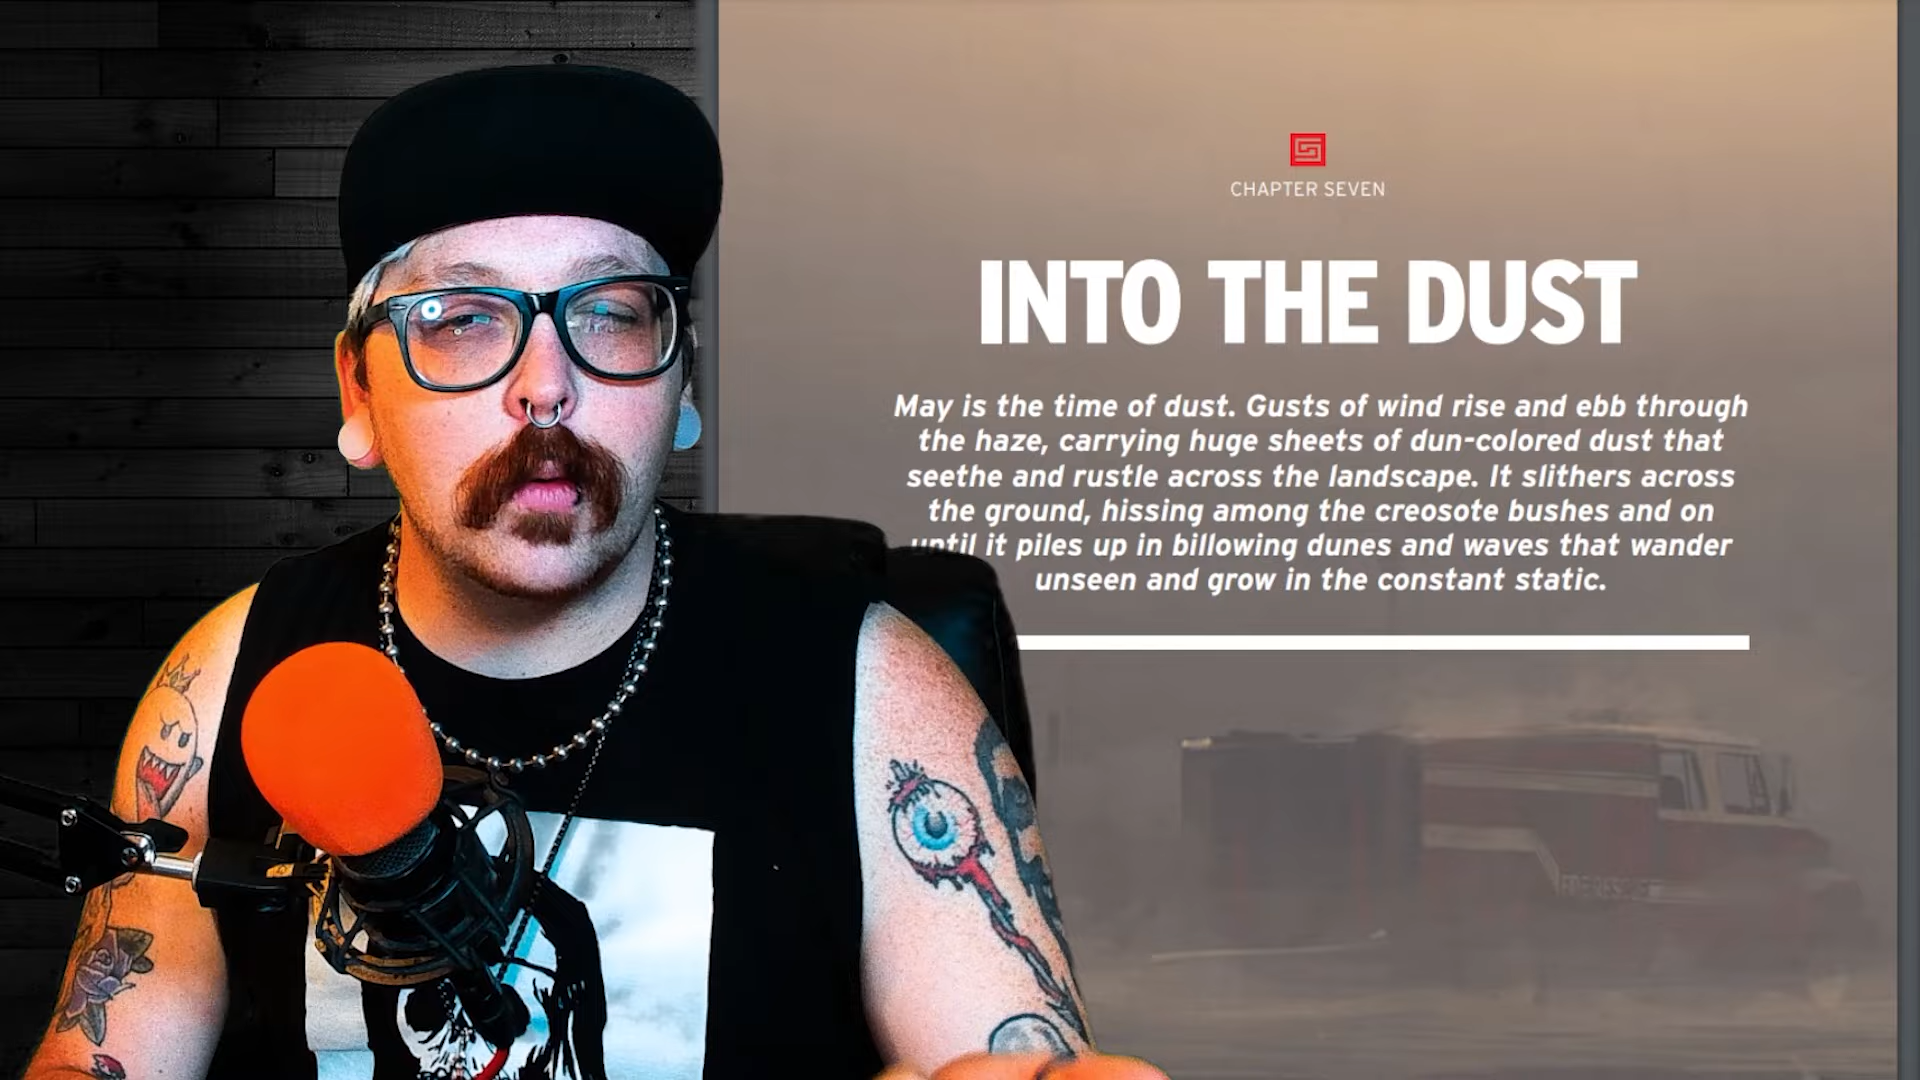 CHAPTER SEVEN
INTO THE DUST
May is the time of dust. Gusts of wind rise and ebb through
the haze, carrying huge sheets of dun-colored dust that
seethe and rustle across the landscape. It slithers across
the ground, hissing among the creosote bushes and on
until it piles up in billowing dunes and waves that wander
unseen and grow in the constant static.